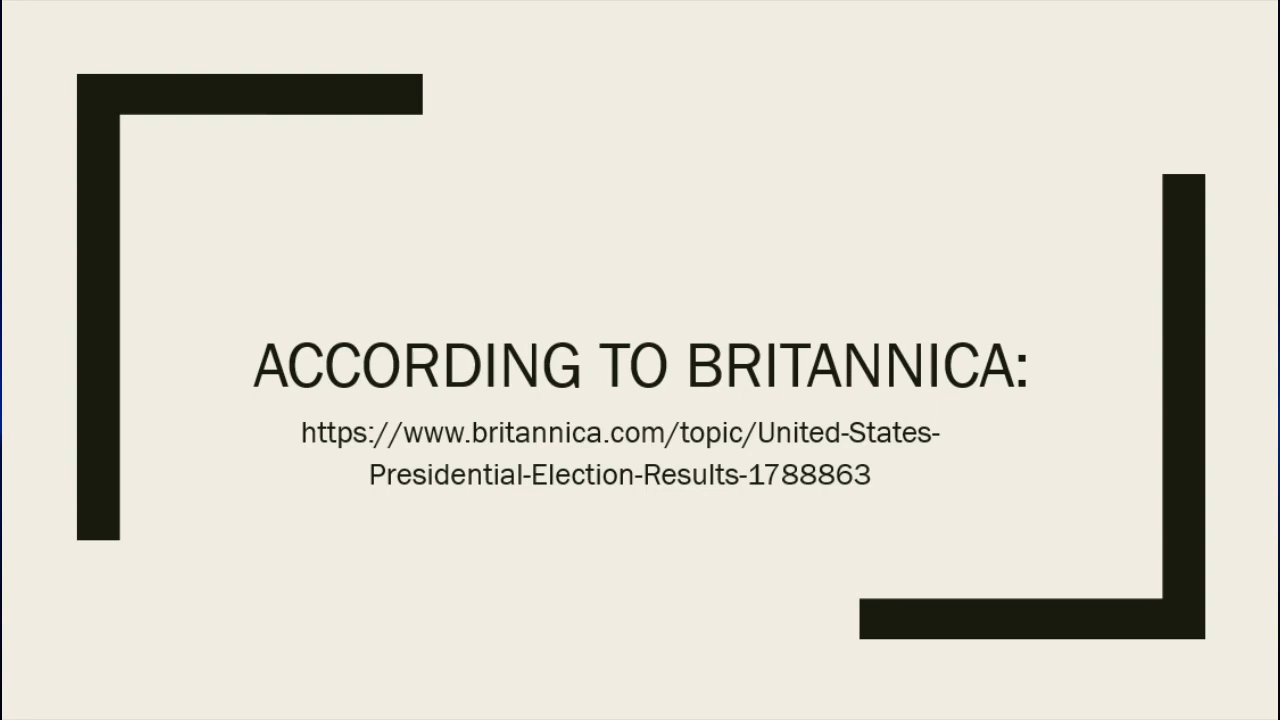 ACCORDING TO BRITANNICA:
https://www.britannica.com/topic/United-States-
Presidential-Election-Results-1788863